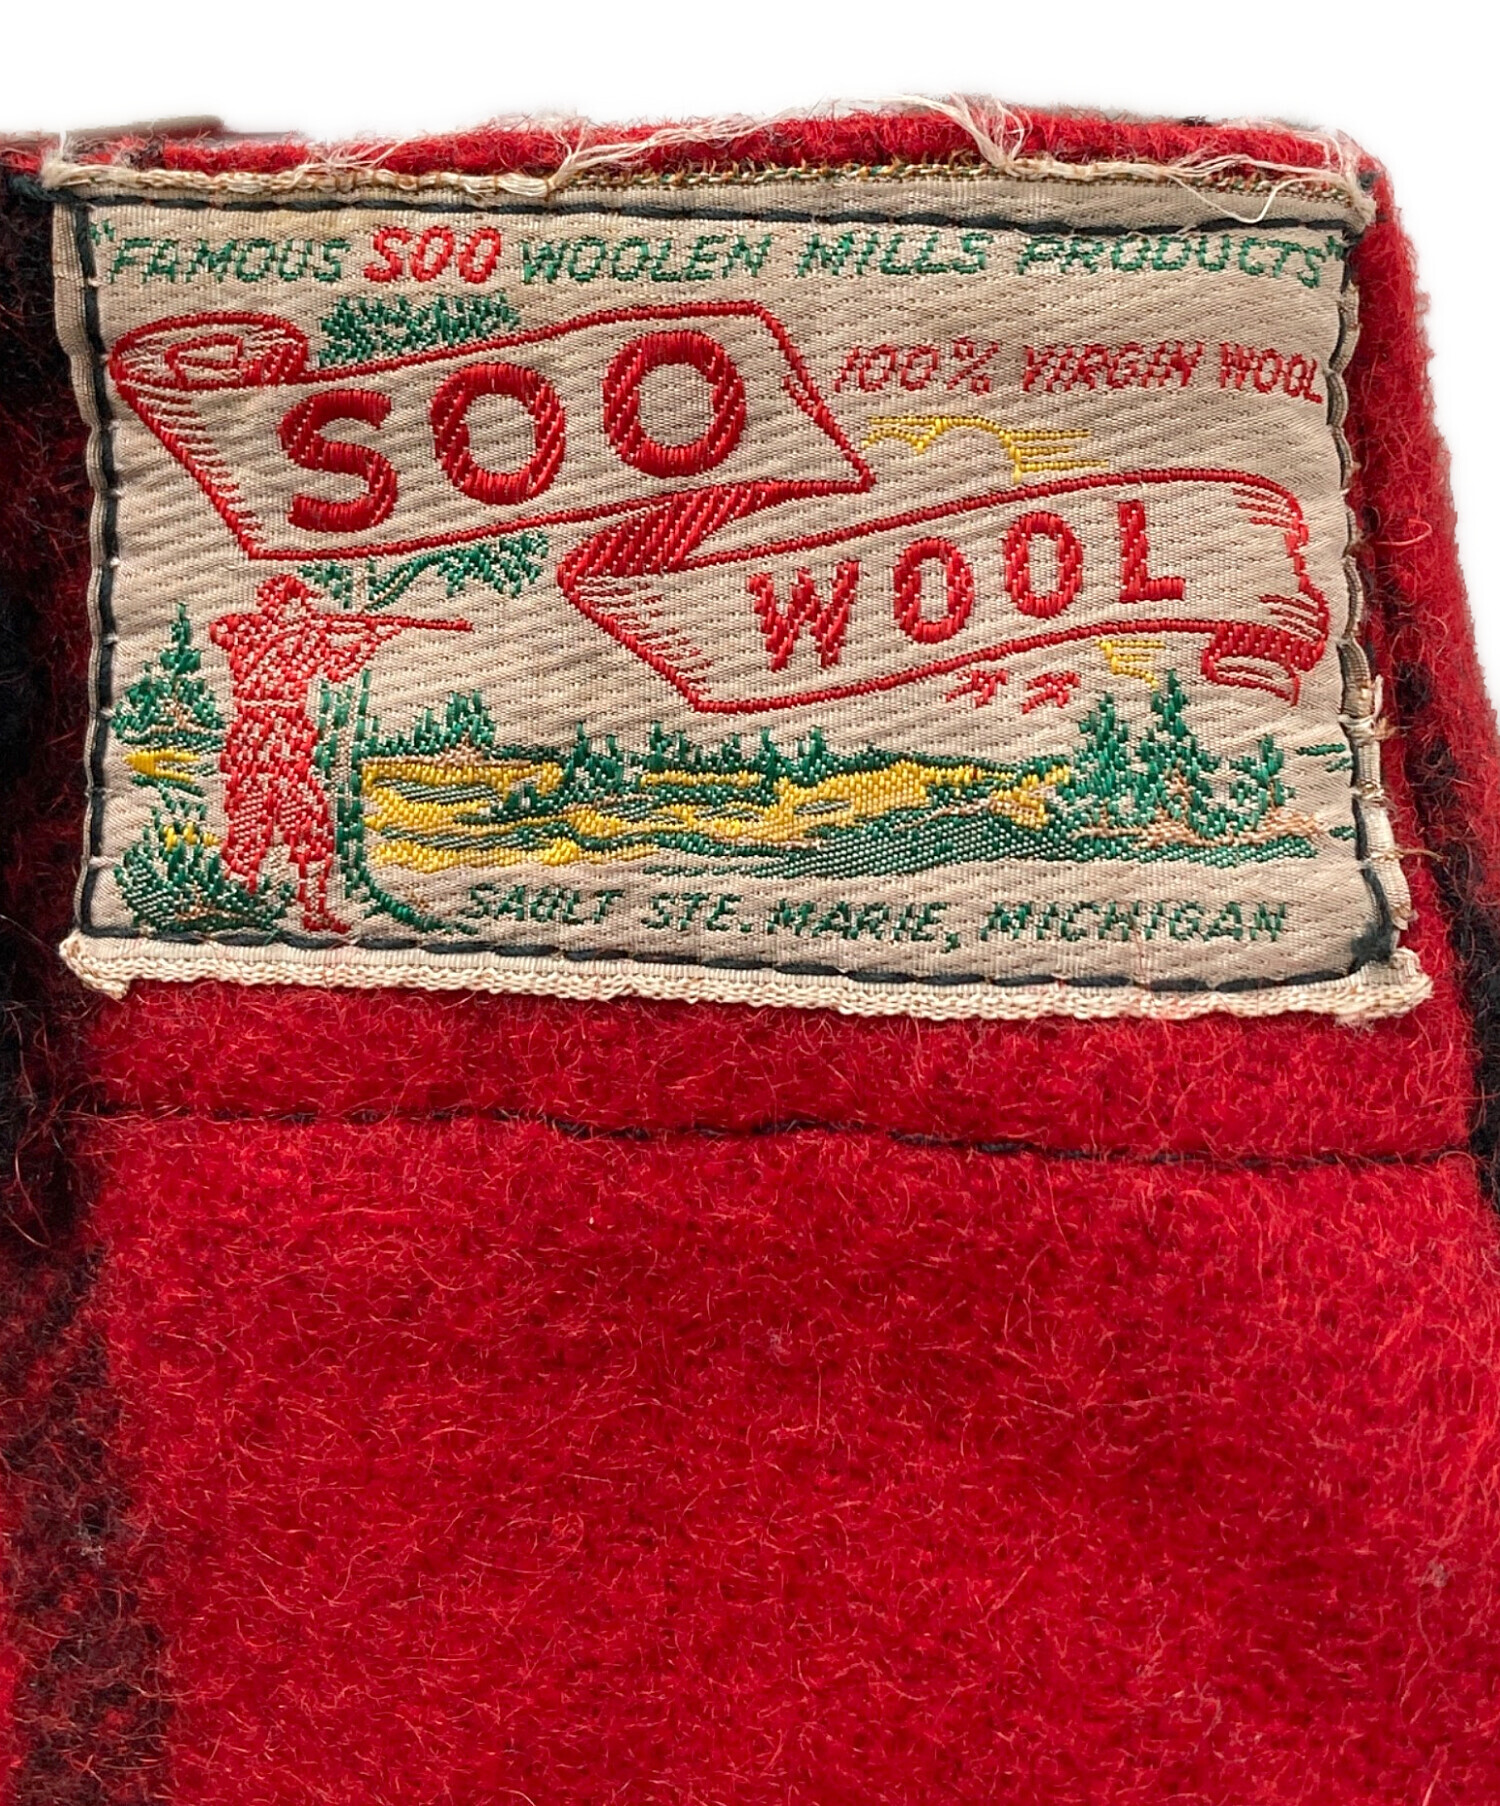 "FAMOUS SOO WOOLEN MILLS PRODUCTS"
SOO
100% VIRGIN WOOL
WOOL
SAULT STE. MARIE, MICHIGAN